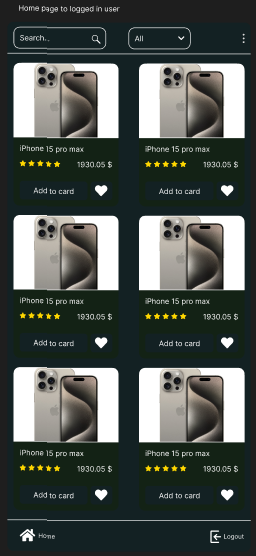 Home page to logged in user
Search...
All
iPhone 15 pro max
1930.05 $
Add to card
iPhone 15 pro max
1930.05 $
Add to card
iPhone 15 pro max
1930.05 $
Add to card
iPhone 15 pro max
1930.05 $
Add to card
iPhone 15 pro max
1930.05 $
Add to card
iPhone 15 pro max
1930.05 $
Add to card
Home
Logout